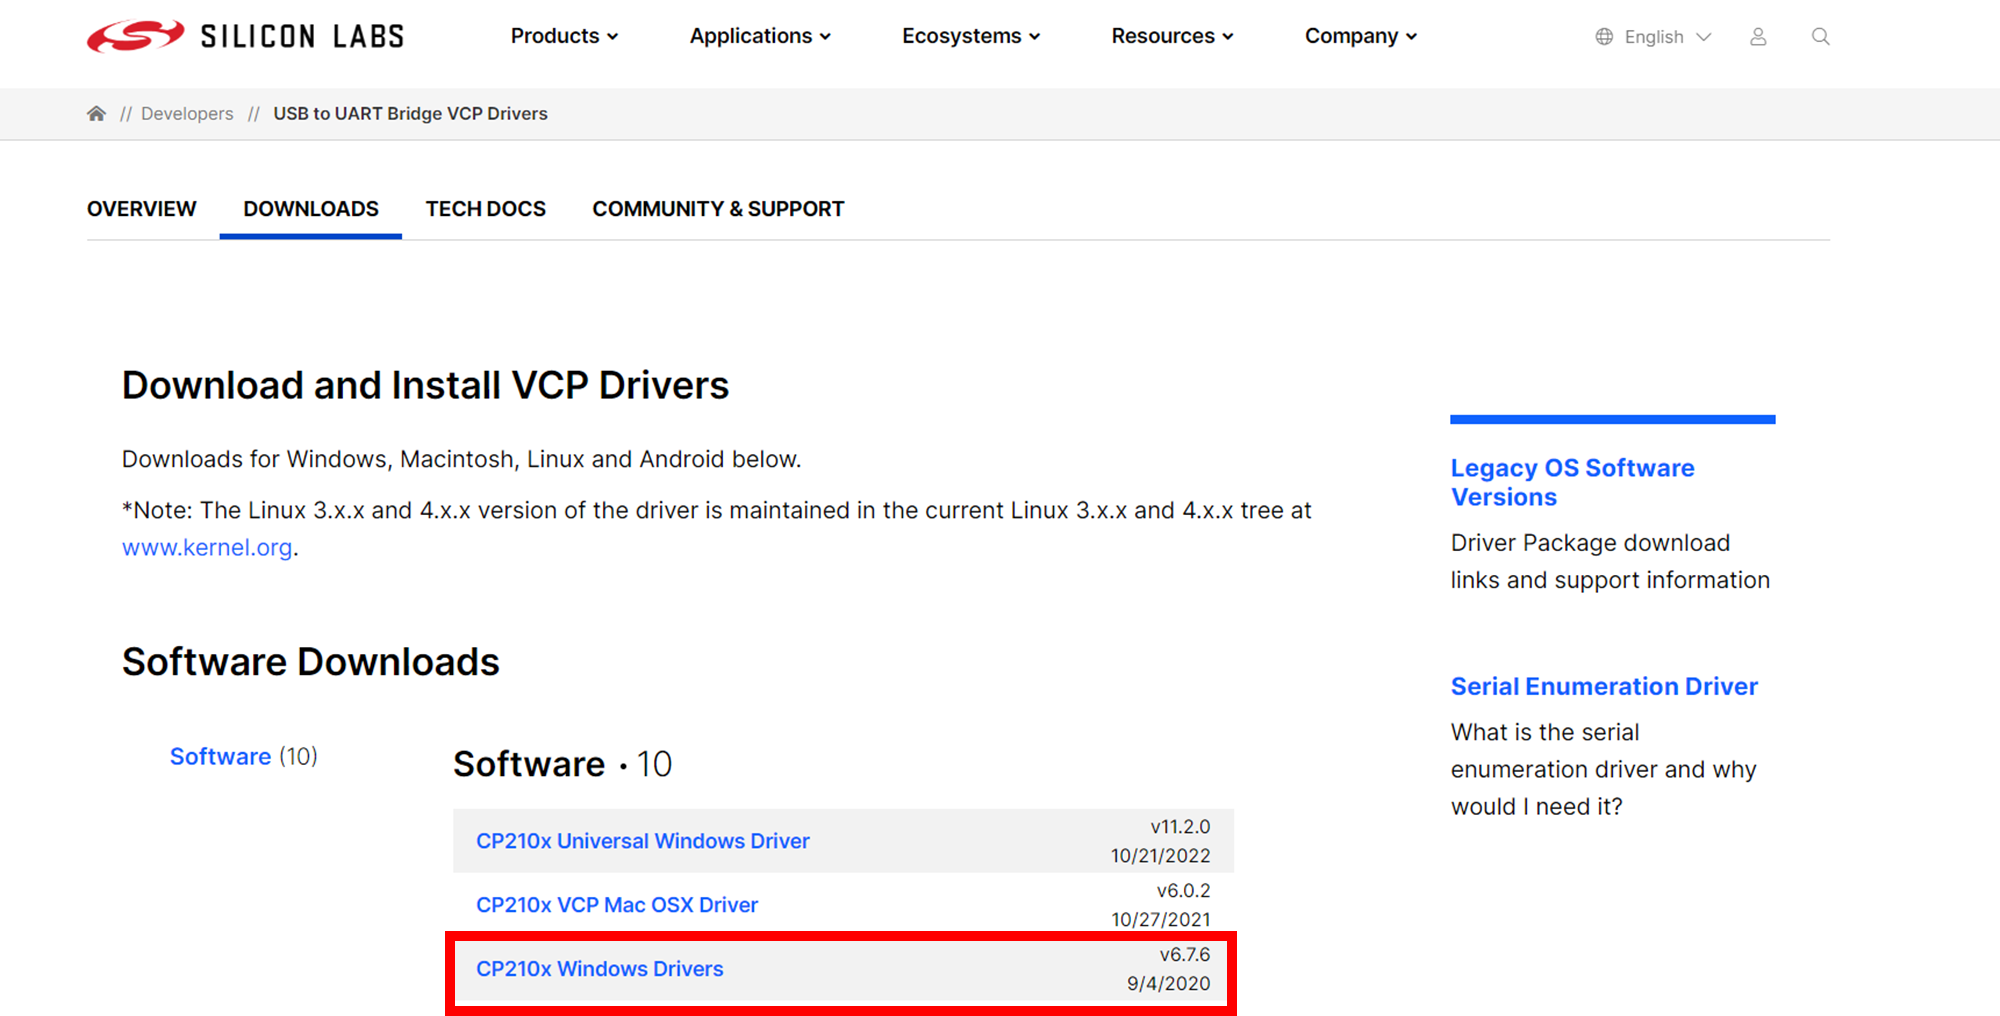 SILICON LABS
Products
Applications
Ecosystems
Resources
Company
English
// Developers // USB to UART Bridge VCP Drivers
OVERVIEW
DOWNLOADS
TECH DOCS
COMMUNITY & SUPPORT
Download and Install VCP Drivers
Downloads for Windows, Macintosh, Linux and Android below.
*Note: The Linux 3.x.x and 4.x.x version of the driver is maintained in the current Linux 3.x.x and 4.x.x tree at
www.kernel.org.
Software Downloads
Software (10)
Software • 10
CP210x Universal Windows Driver
v11.2.0
10/21/2022
CP210x VCP Mac OSX Driver
v6.0.2
10/27/2021
CP210x Windows Drivers
v6.7.6
9/4/2020
Legacy OS Software
Versions
Driver Package download
links and support information
Serial Enumeration Driver
What is the serial
enumeration driver and why
would I need it?